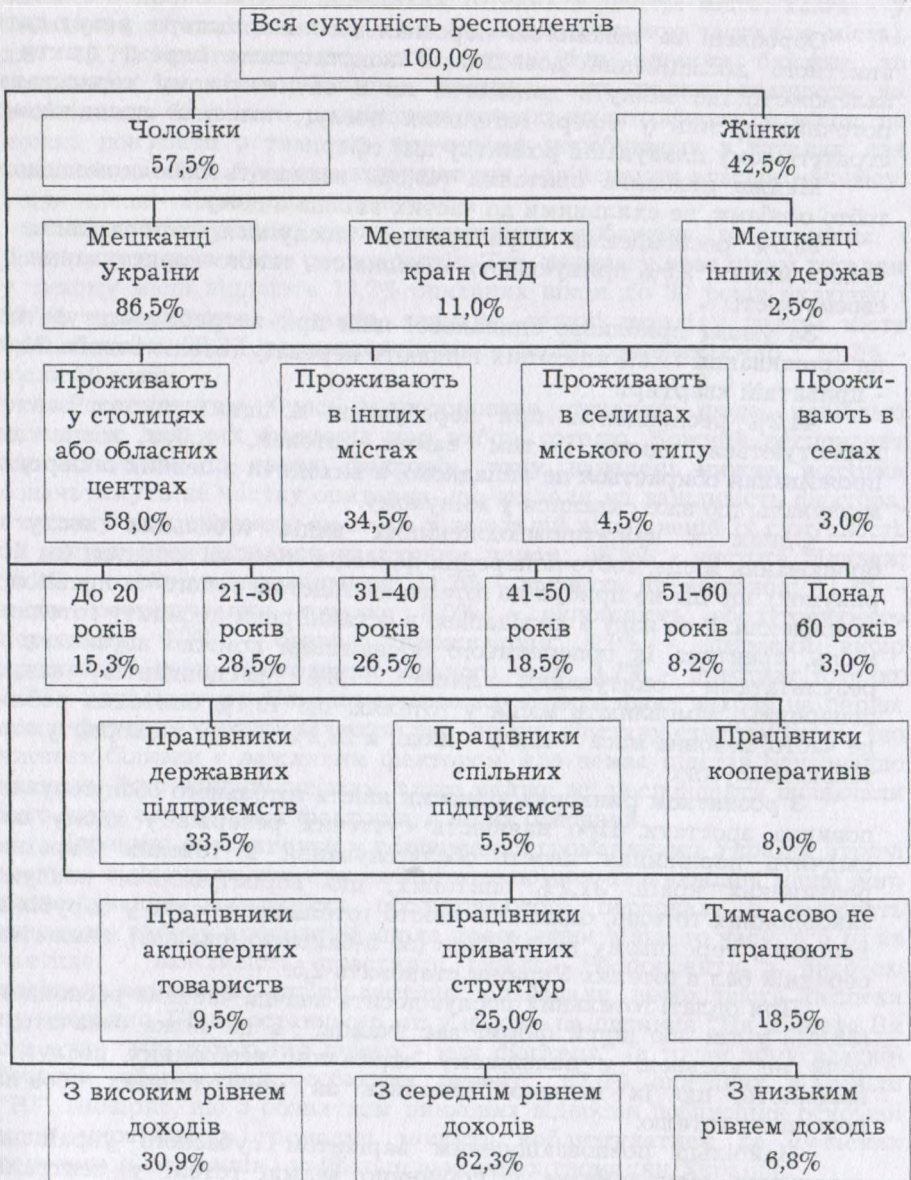 Вся сукупність респондентів
100,0%
Чоловіки
57,5%
Жінки
42,5%
Мешканці
України
86,5%
Мешканці інших
країн СНД
11,0%
Мешканці
інших держав
2,5%
Проживають
у столицях
або обласних
центрах
58,0%
Проживають
в інших
містах
34,5%
Проживають
в селищах
міського типу
4,5%
Прожи-
вають в
селах
3,0%
До 20
років
15,3%
21-30
років
28,5%
31-40
років
26,5%
41-50
років
18,5%
51-60
років
8.2%
Понад
60 років
3,0%
Працівники
державних
підприємств
33,5%
Працівники
спільних
підприємств
5,5%
Працівники
кооперативів
8,0%
Працівники
акціонерних
товариств
9,5%
Працівники
приватних
структур
25,0%
Тимчасово не
працюють
18,5%
З високим рівнем
доходів
30,9%
З середнім рівнем
доходів
62,3%
З низьким
рівнем доходів
6,8%